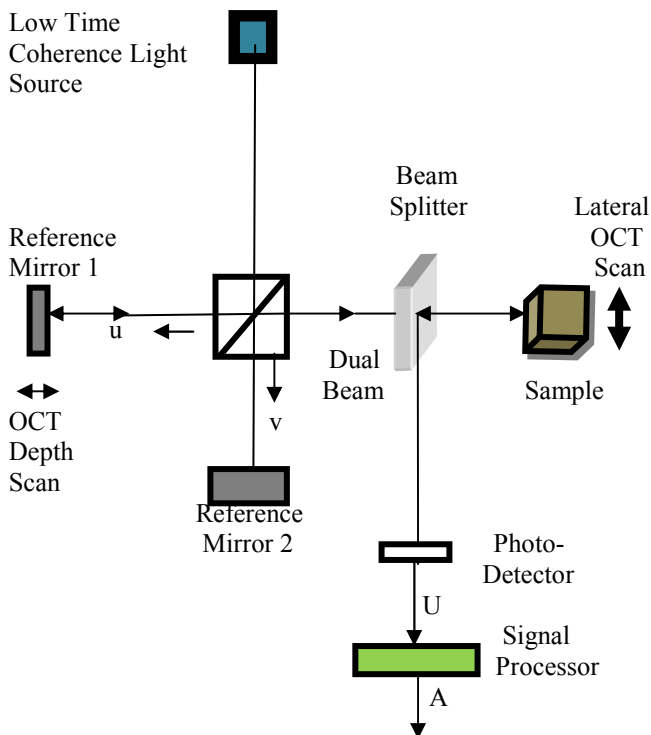 Low Time
Coherence Light
Source
Beam
Splitter
Lateral
OCT
Scan
Reference
Mirror 1
u
Dual
Beam
Sample
OCT
Depth
Scan
v
Reference
Mirror 2
Photo-
Detector
U
Signal
Processor
A